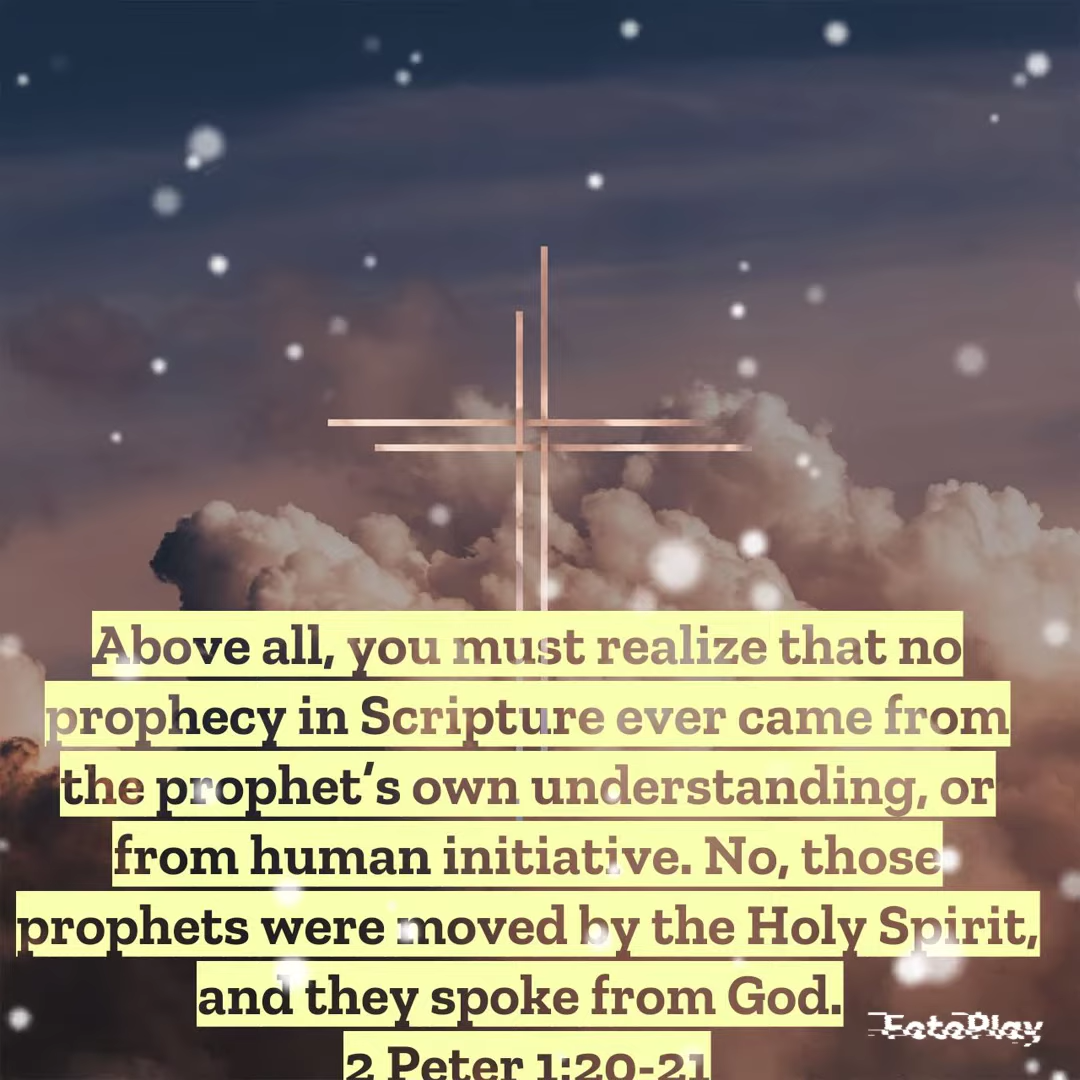 Above all, you must realize that no
prophecy in Scripture ever came from
the prophet's own understanding, or
from human initiative. No, those
prophets were moved by the Holy Spirit,
and they spoke from God.
FotoPlay
2 Peter 1:20-21